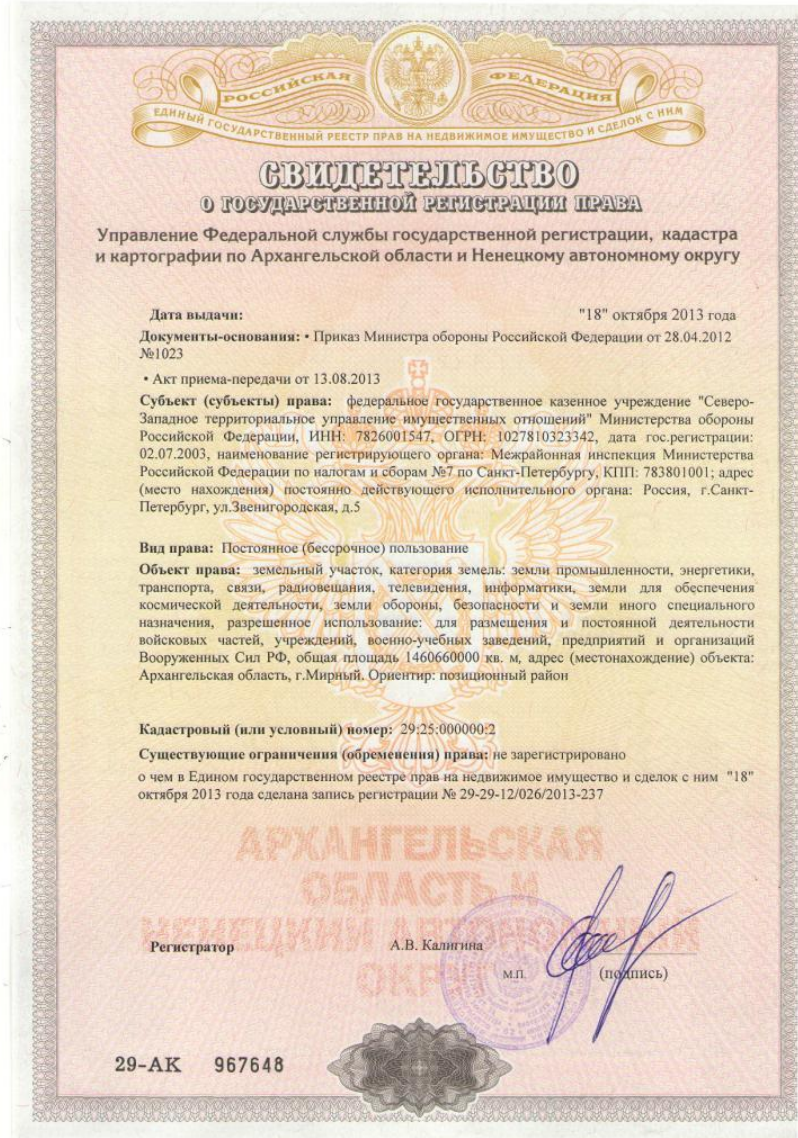 РОССИЙСКАЯ ФЕДЕРАЦИЯ
ЕДИНЫЙ ГОСУДАРСТВЕННЫЙ РЕЕСТР ПРАВ НА НЕДВИЖИМОЕ ИМУЩЕСТВО И СДЕЛОК С НИМ
СВИДЕТЕЛЬСТВО
О ГОСУДАРСТВЕННОЙ РЕГИСТРАЦИИ ПРАВА
Управление Федеральной службы государственной регистрации, кадастра
и картографии по Архангельской области и Ненецкому автономному округу
Дата выдачи: "18" октября 2013 года
Документы-основания: • Приказ Министра обороны Российской Федерации от 28.04.2012
№1023
• Акт приема-передачи от 13.08.2013
Субъект (субъекты) права: федеральное государственное казенное учреждение "Северо-
Западное территориальное управление имущественных отношений" Министерства обороны
Российской Федерации, ИНН: 7826001547, ОГРН: 1027810323342, дата гос.регистрации:
02.07.2003, наименование регистрирующего органа: Межрайонная инспекция Министерства
Российской Федерации по налогам и сборам №7 по Санкт-Петербургу, КПП: 783801001; адрес
(место нахождения) постоянно действующего исполнительного органа: Россия, г.Санкт-
Петербург, ул.Звенигородская, д.5
Вид права: Постоянное (бессрочное) пользование
Объект права: земельный участок, категория земель: земли промышленности, энергетики,
транспорта, связи, радиовещания, телевидения, информатики, земли для обеспечения
космической деятельности, земли обороны, безопасности и земли иного специального
назначения, разрешенное использование: для размещения и постоянной деятельности
войсковых частей, учреждений, военно-учебных заведений, предприятий и организаций
Вооруженных Сил РФ, общая площадь 1460660000 кв. м, адрес (местонахождение) объекта:
Архангельская область, г.Мирный. Ориентир: позиционный район
Кадастровый (или условный) номер: 29:25:000000:2
Существующие ограничения (обременения) права: не зарегистрировано
о чем в Едином государственном реестре прав на недвижимое имущество и сделок с ним "18"
октября 2013 года сделана запись регистрации № 29-29-12/026/2013-237
АРХАНГЕЛЬСКАЯ
ОБЛАСТЬ И
НЕНЕЦКИЙ АВТОНОМНЫЙ
ОКРУГ
Регистратор А.В. Калигина
М.П. (подпись)
29-АК 967648